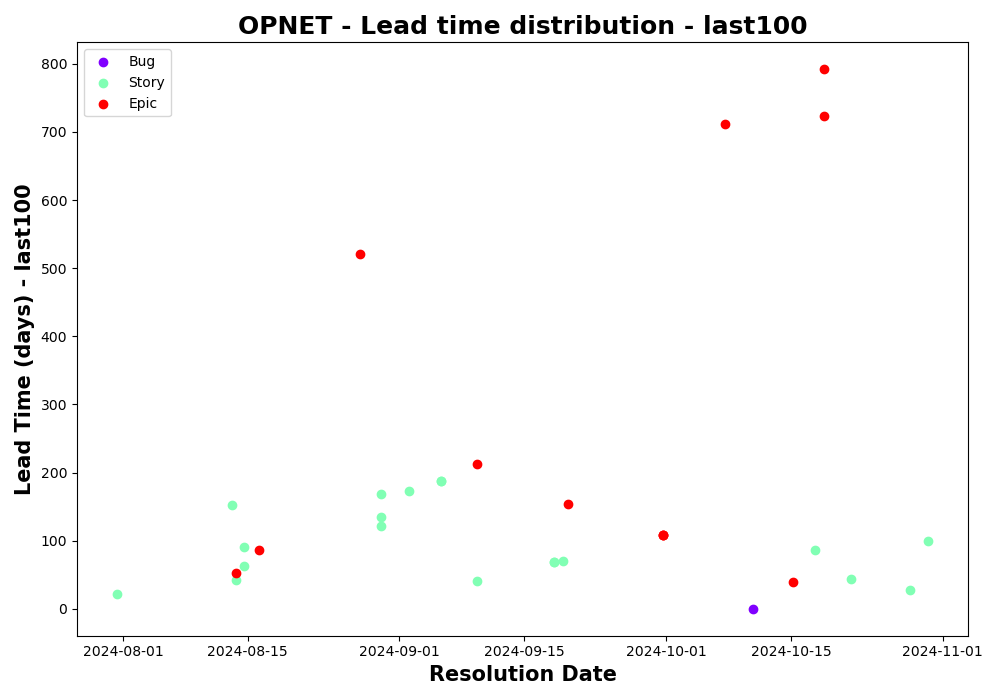 OPNET - Lead time distribution - last100
Bug
Story
Epic
Lead Time (days) - last100
800
700
600
500
400
300
200
100
0
2024-08-01 2024-08-15 2024-09-01 2024-09-15 2024-10-01 2024-10-15 2024-11-01
Resolution Date